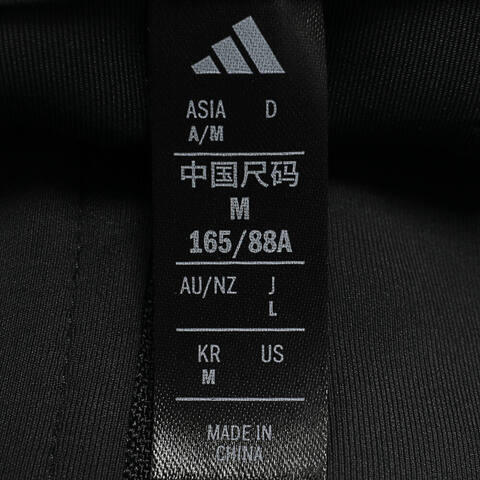 ASIA D
A/M
中国尺码
M
165/88A
AU/NZ J
L
KR US
M
MADE IN
CHINA